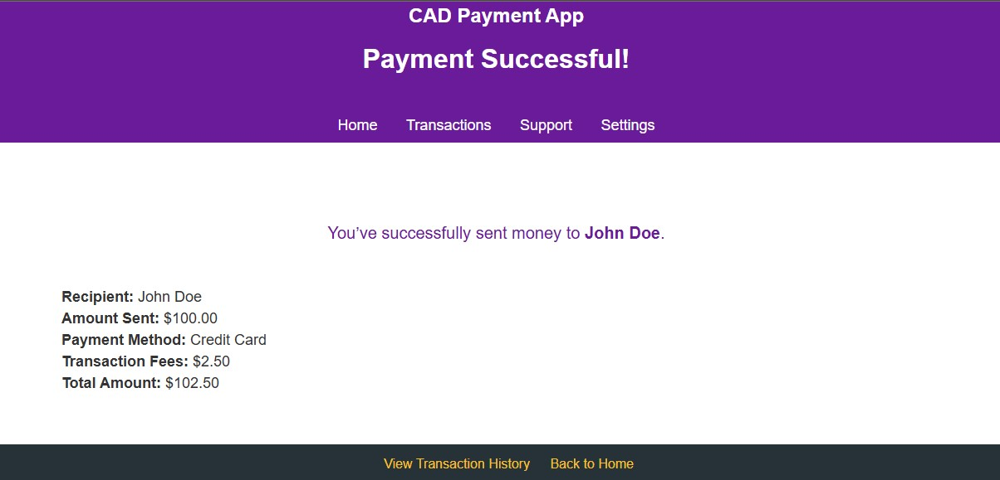 CAD Payment App
Payment Successful!
Home Transactions Support Settings
You’ve successfully sent money to John Doe.
Recipient: John Doe
Amount Sent: $100.00
Payment Method: Credit Card
Transaction Fees: $2.50
Total Amount: $102.50
View Transaction History Back to Home